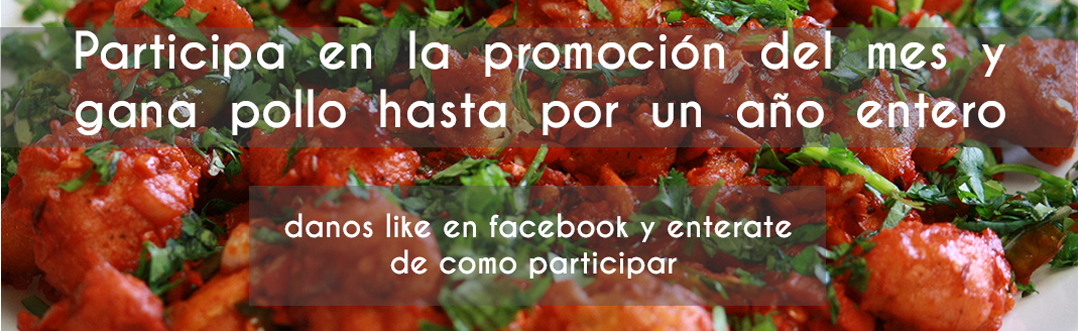 Participa en la promoción del mes y
gana pollo hasta por un año entero
danos like en facebook y enterate
de como participar